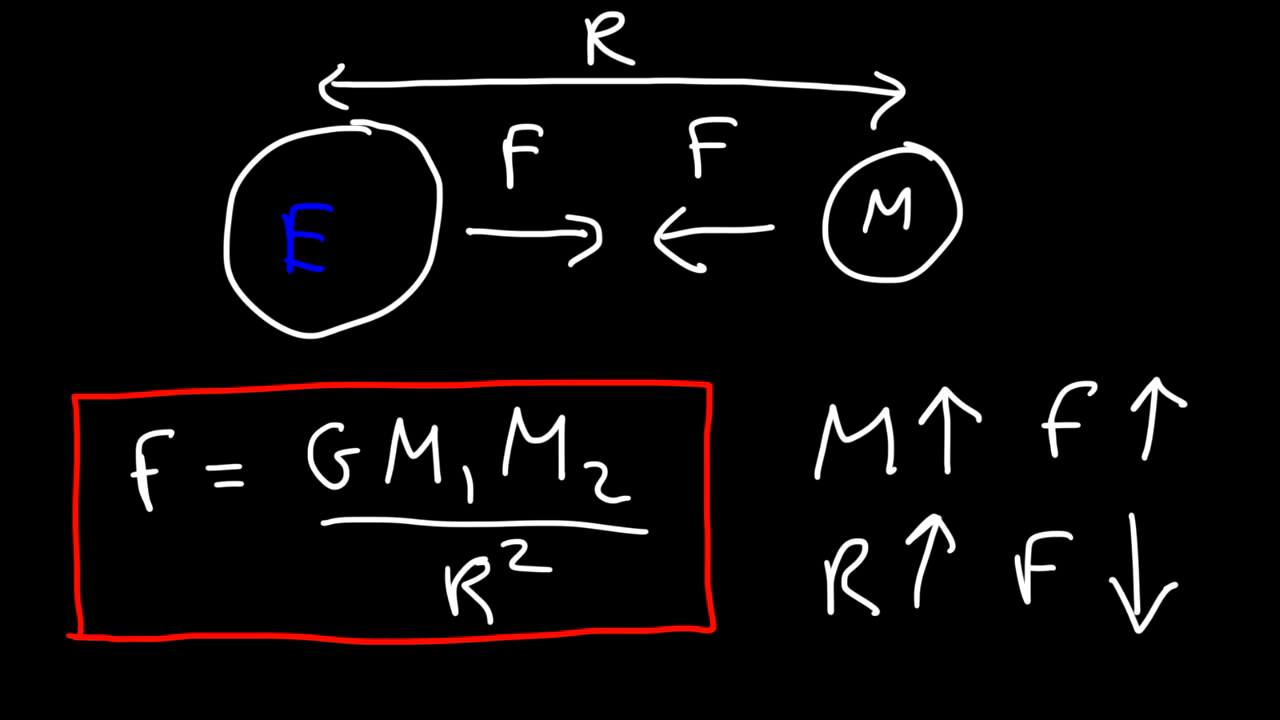 R
F F
E M
F = GM₁M₂ / R²
M↑ F↑
R↑ F↓